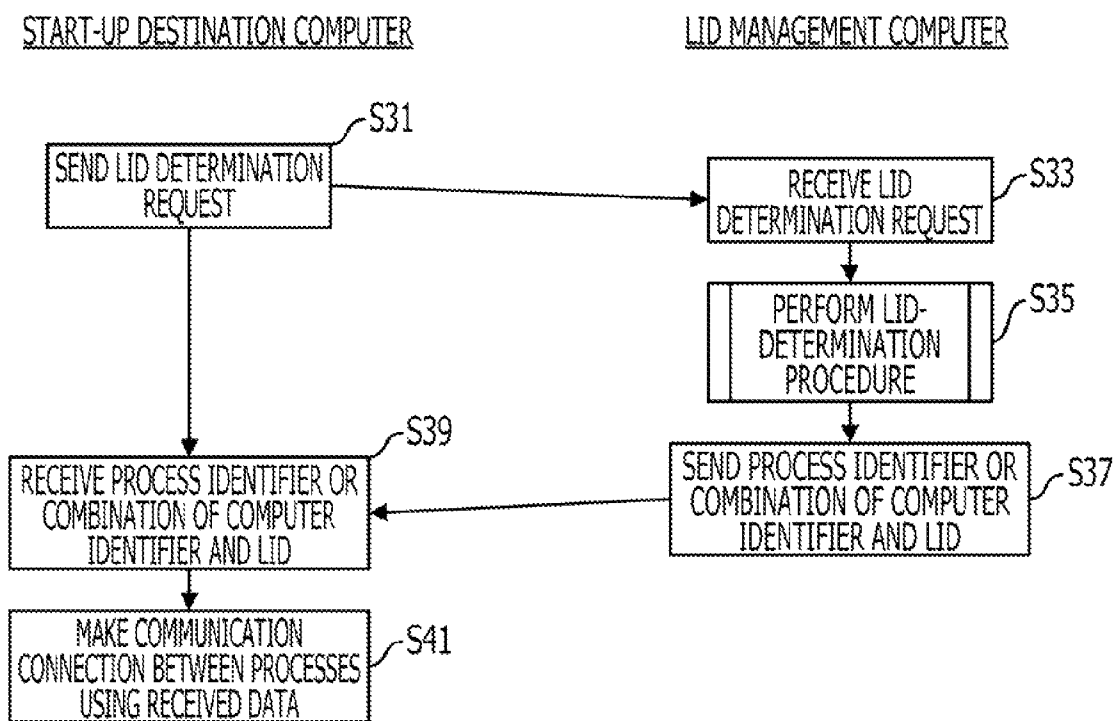 START-UP DESTINATION COMPUTER
LID MANAGEMENT COMPUTER
S31
SEND LID DETERMINATION
REQUEST
S33
RECEIVE LID
DETERMINATION REQUEST
S35
PERFORM LID-
DETERMINATION
PROCEDURE
S39
RECEIVE PROCESS IDENTIFIER OR
COMBINATION OF COMPUTER
IDENTIFIER AND LID
S37
SEND PROCESS IDENTIFIER OR
COMBINATION OF COMPUTER
IDENTIFIER AND LID
S41
MAKE COMMUNICATION
CONNECTION BETWEEN PROCESSES
USING RECEIVED DATA